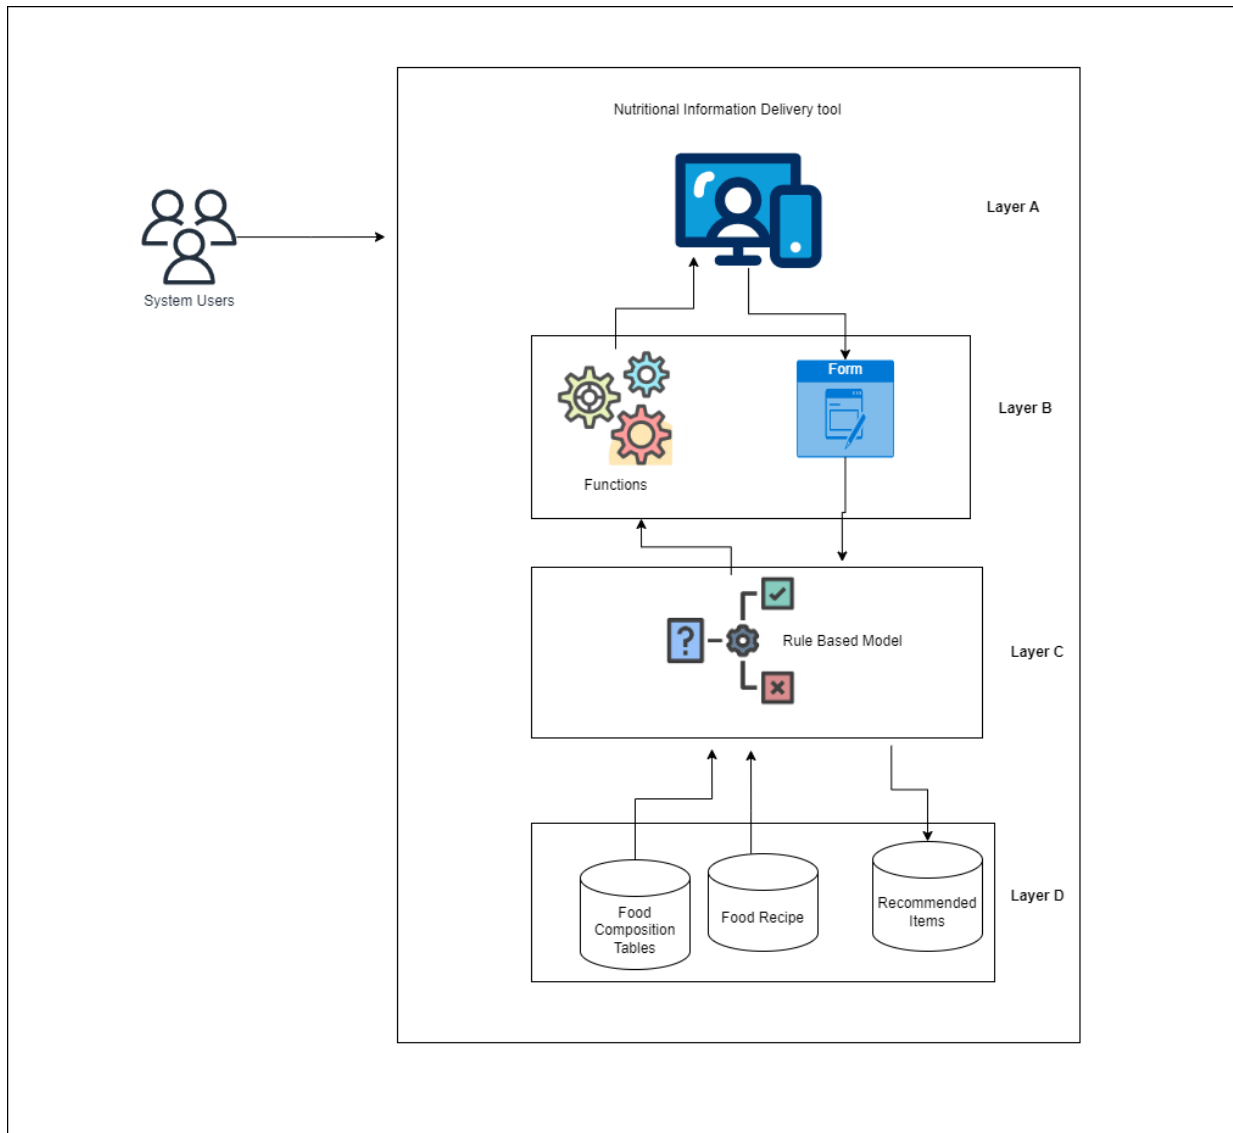 Nutritional Information Delivery tool
Layer A
System Users
Form
Layer B
Functions
Rule Based Model
Layer C
Food
Composition
Tables
Food Recipe
Recommended
Items
Layer D